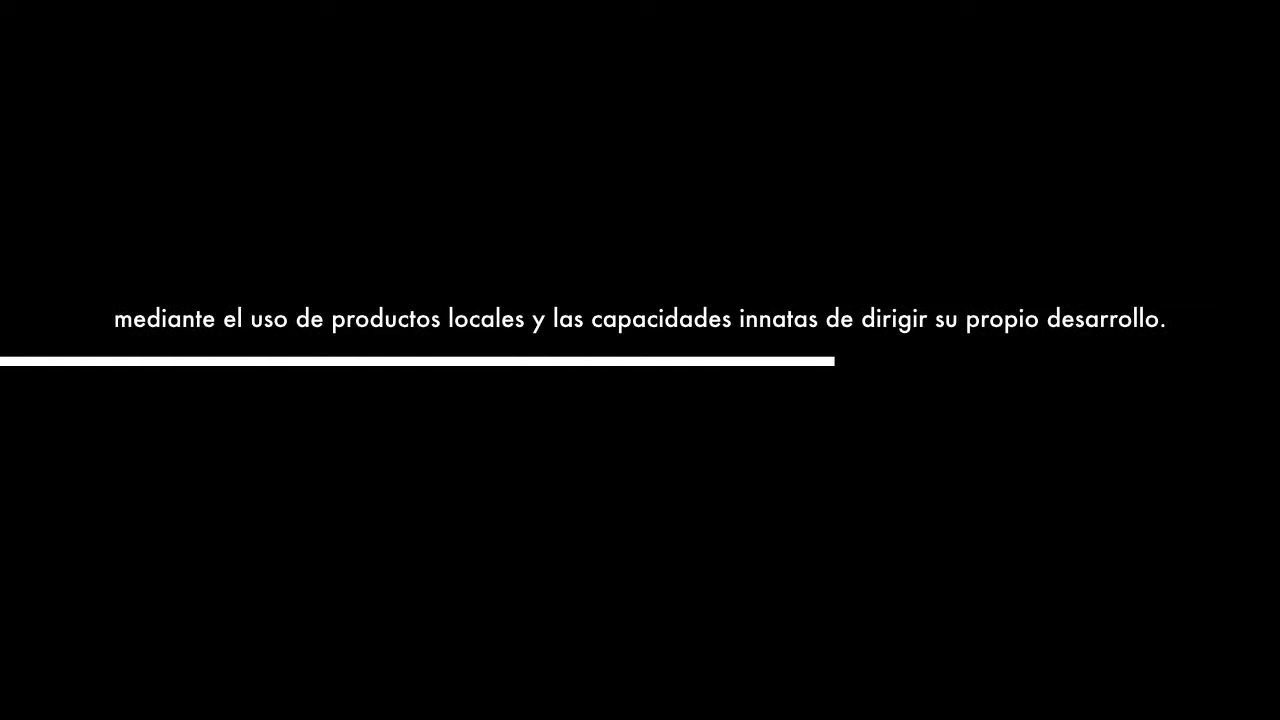 mediante el uso de productos locales y las capacidades innatas de dirigir su propio desarrollo.